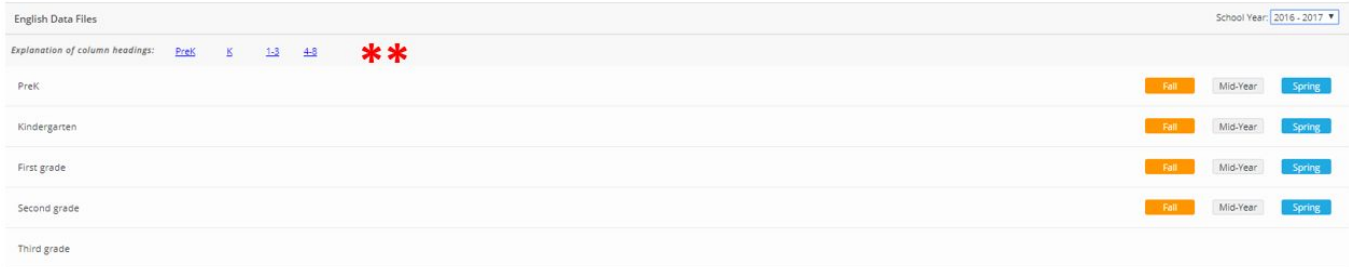 English Data Files School Year: 2016 - 2017
Explanation of column headings: PreK K 1-3 4-8 **
PreK Fall Mid-Year Spring
Kindergarten Fall Mid-Year Spring
First grade Fall Mid-Year Spring
Second grade Fall Mid-Year Spring
Third grade